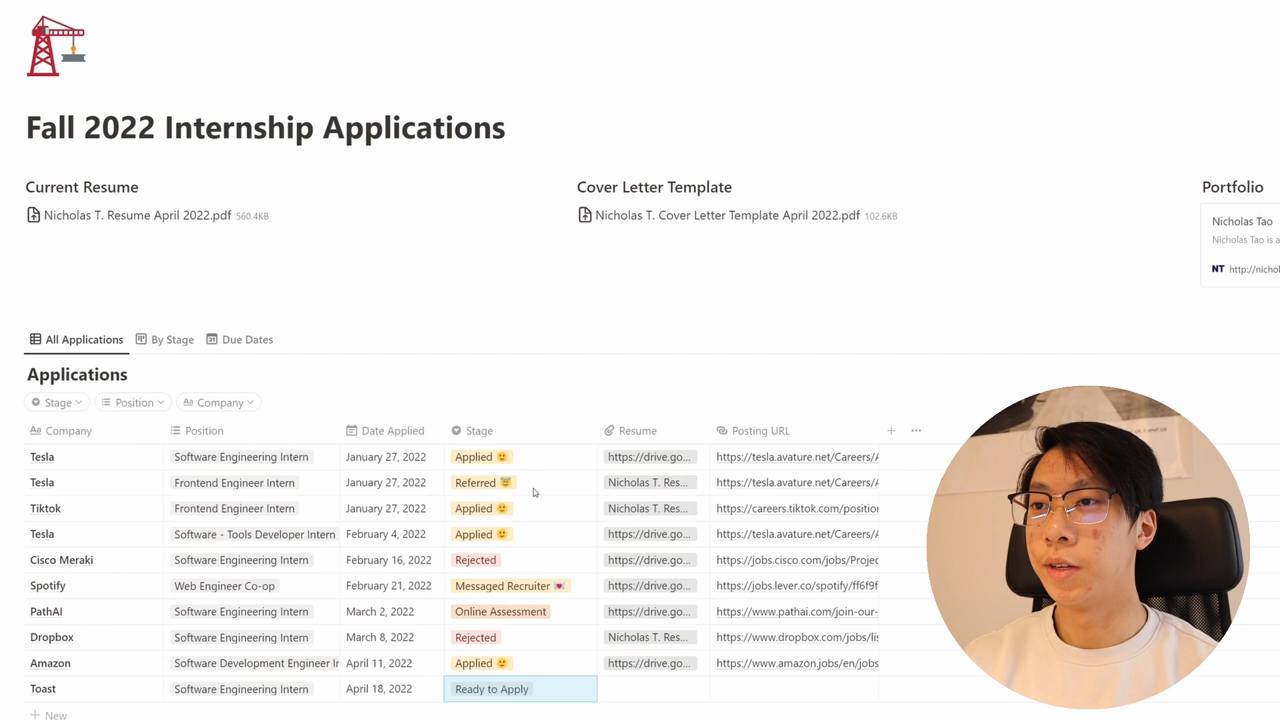 Fall 2022 Internship Applications
Current Resume
Cover Letter Template
Portfolio
Nicholas T. Resume April 2022.pdf 560.4KB
Nicholas T. Cover Letter Template April 2022.pdf 102.6KB
Nicholas Tao
Nicholas Tao is a
NT http://nichol
All Applications By Stage Due Dates
Applications
Stage Position Company
Aa Company Position Date Applied Stage Resume Posting URL
Tesla Software Engineering Intern January 27, 2022 Applied https://drive.go... https://tesla.avature.net/Careers/
Tesla Frontend Engineer Intern January 27, 2022 Referred Nicholas T. Res... https://tesla.avature.net/Careers/
Tiktok Frontend Engineer Intern January 27, 2022 Applied Nicholas T. Res... https://careers.tiktok.com/position
Tesla Software - Tools Developer Intern February 4, 2022 Applied https://drive.go... https://tesla.avature.net/Careers/
Cisco Meraki Software Engineering Intern February 16, 2022 Rejected https://drive.go... https://jobs.cisco.com/jobs/Projec
Spotify Web Engineer Co-op February 21, 2022 Messaged Recruiter https://drive.go... https://jobs.lever.co/spotify/ff6f9f
PathAI Software Engineering Intern March 2, 2022 Online Assessment https://drive.go... https://www.pathai.com/join-our-
Dropbox Software Engineering Intern March 8, 2022 Rejected Nicholas T. Res... https://www.dropbox.com/jobs/lis
Amazon Software Development Engineer Ir April 11, 2022 Applied https://drive.go... https://www.amazon.jobs/en/jobs
Toast Software Engineering Intern April 18, 2022 Ready to Apply
+ New